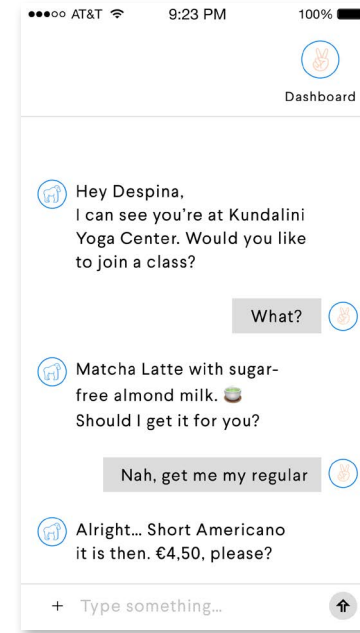 AT&T 9:23 PM 100%
Dashboard
Hey Despina,
I can see you're at Kundalini
Yoga Center. Would you like
to join a class?
What?
Matcha Latte with sugar-
free almond milk. 🍵
Should I get it for you?
Nah, get me my regular
Alright... Short Americano
it is then. €4,50, please?
+ Type something...